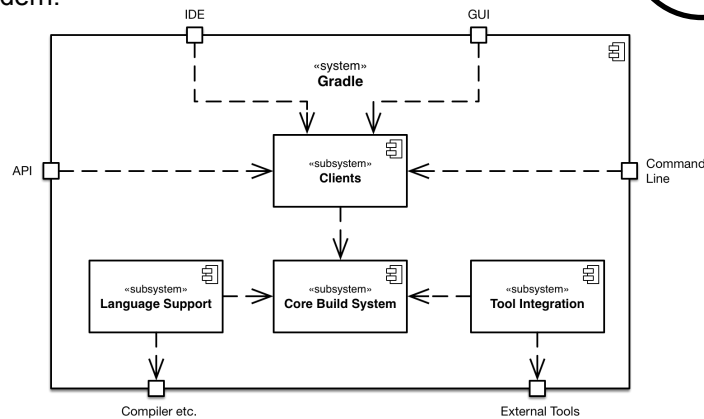 dem:
IDE
GUI
«system»
Gradle
«subsystem»
Clients
API
Command
Line
«subsystem»
Language Support
«subsystem»
Core Build System
«subsystem»
Tool Integration
Compiler etc.
External Tools